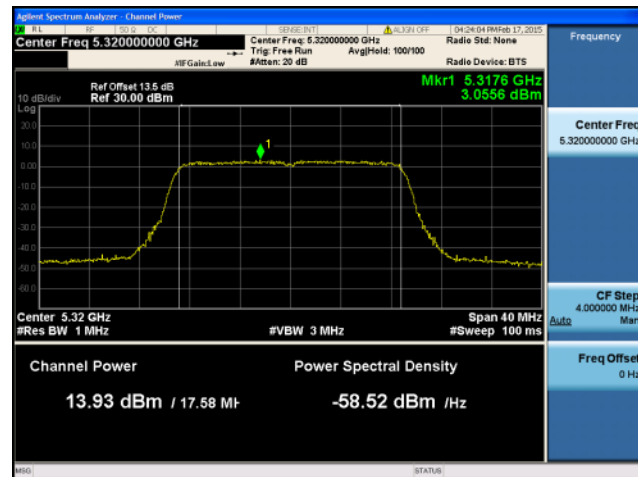 Agilent Spectrum Analyzer - Channel Power
RL RF 50 Ω DC SENSE:INT ALIGN OFF 04:24:04 PM Feb 17, 2015
Center Freq 5.320000000 GHz
Center Freq: 5.320000000 GHz Radio Std: None
Trig: Free Run Avg|Hold: 100/100
#IFGain:Low #Atten: 20 dB Radio Device: BTS
Mkr1 5.3176 GHz
3.0556 dBm
Ref Offset 13.5 dB
10 dB/div Ref 30.00 dBm
Log
20.0
10.0
0.00
-10.0
-20.0
-30.0
-40.0
-50.0
-60.0
1
Center 5.32 GHz Span 40 MHz
#Res BW 1 MHz #VBW 3 MHz #Sweep 100 ms
Channel Power Power Spectral Density
13.93 dBm / 17.58 MH -58.52 dBm /Hz
MSG STATUS
Frequency
Center Freq
5.320000000 GHz
CF Step
4.000000 MHz
Auto Man
Freq Offset
0 Hz